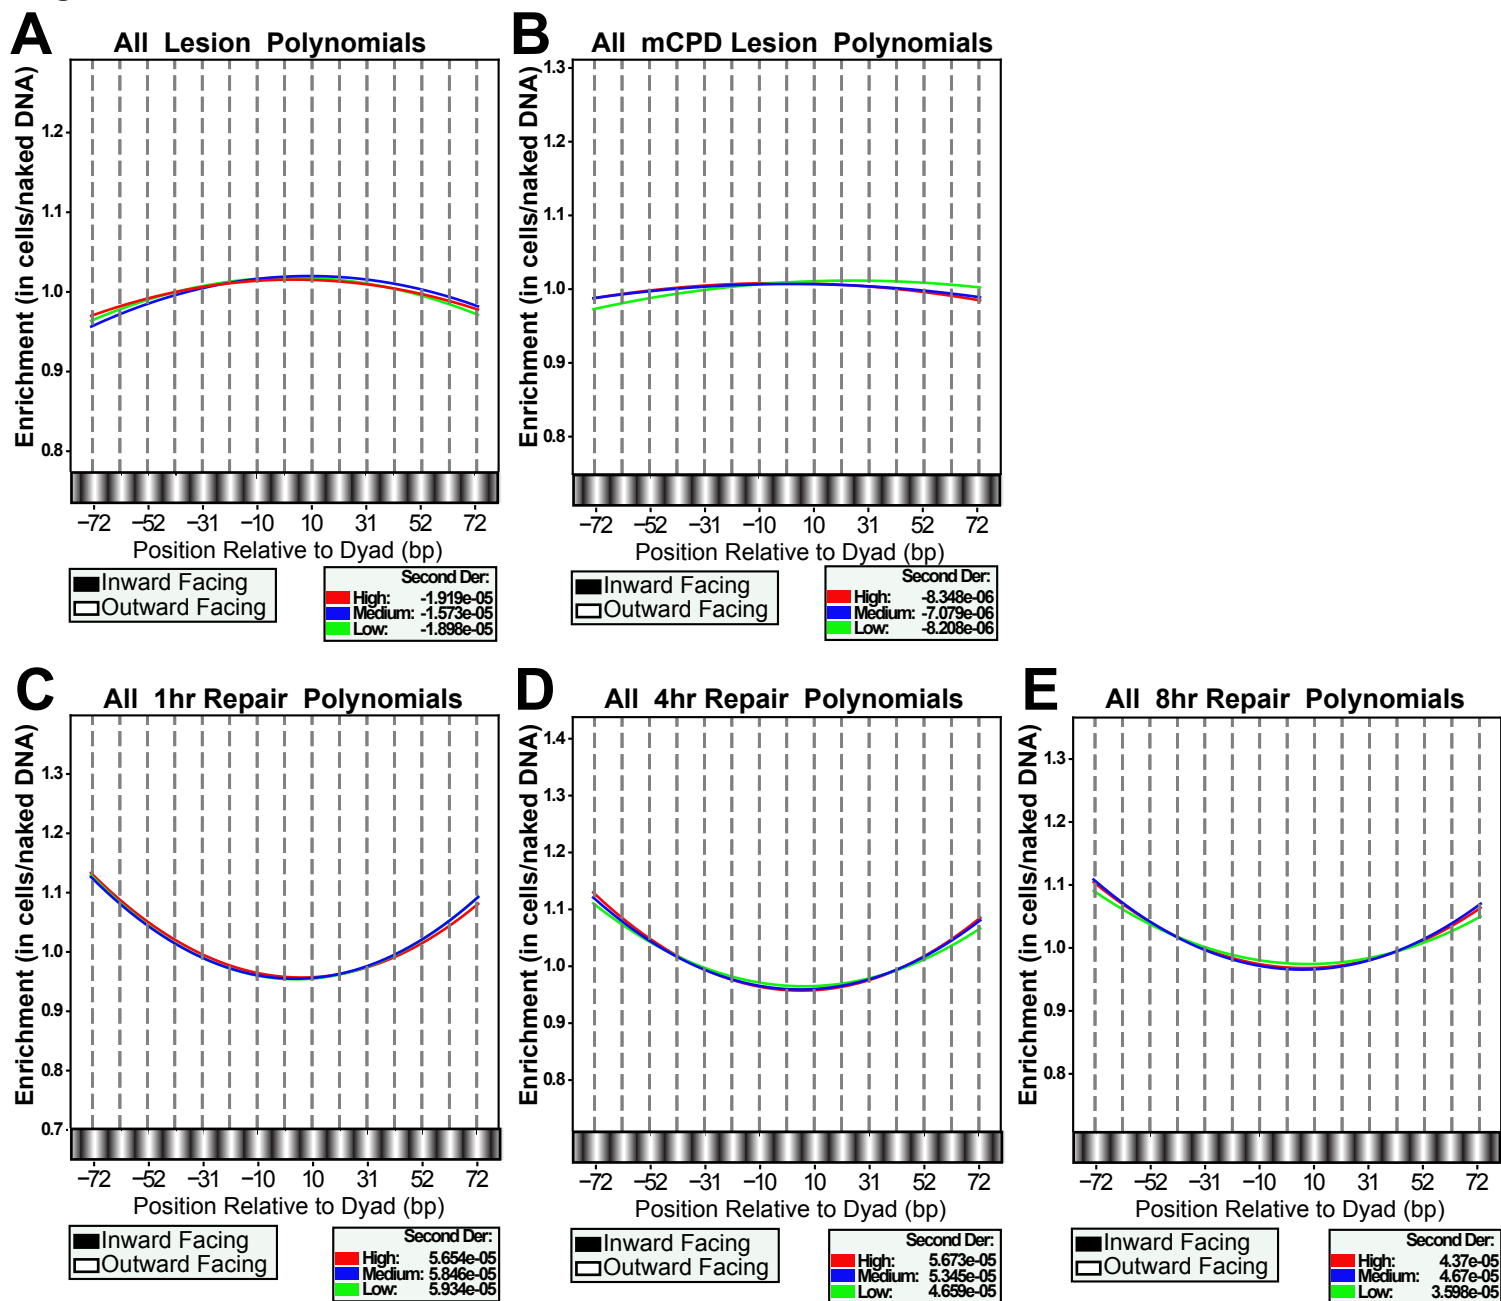 A
All Lesion Polynomials
Enrichment (in cells/naked DNA)
1.2
1.1
1.0
0.9
0.8
−72 −52 −31 −10 10 31 52 72
Position Relative to Dyad (bp)
Inward Facing
Outward Facing
Second Der:
High: -1.919e-05
Medium: -1.573e-05
Low: -1.898e-05
B
All mCPD Lesion Polynomials
Enrichment (in cells/naked DNA)
1.3
1.2
1.1
1.0
0.9
0.8
−72 −52 −31 −10 10 31 52 72
Position Relative to Dyad (bp)
Inward Facing
Outward Facing
Second Der:
High: -8.348e-06
Medium: -7.079e-06
Low: -8.208e-06
C
All 1hr Repair Polynomials
Enrichment (in cells/naked DNA)
1.3
1.2
1.1
1.0
0.9
0.8
0.7
−72 −52 −31 −10 10 31 52 72
Position Relative to Dyad (bp)
Inward Facing
Outward Facing
Second Der:
High: 5.654e-05
Medium: 5.846e-05
Low: 5.934e-05
D
All 4hr Repair Polynomials
Enrichment (in cells/naked DNA)
1.4
1.3
1.2
1.1
1.0
0.9
0.8
−72 −52 −31 −10 10 31 52 72
Position Relative to Dyad (bp)
Inward Facing
Outward Facing
Second Der:
High: 5.673e-05
Medium: 5.345e-05
Low: 4.659e-05
E
All 8hr Repair Polynomials
Enrichment (in cells/naked DNA)
1.3
1.2
1.1
1.0
0.9
0.8
−72 −52 −31 −10 10 31 52 72
Position Relative to Dyad (bp)
Inward Facing
Outward Facing
Second Der:
High: 4.37e-05
Medium: 4.67e-05
Low: 3.598e-05